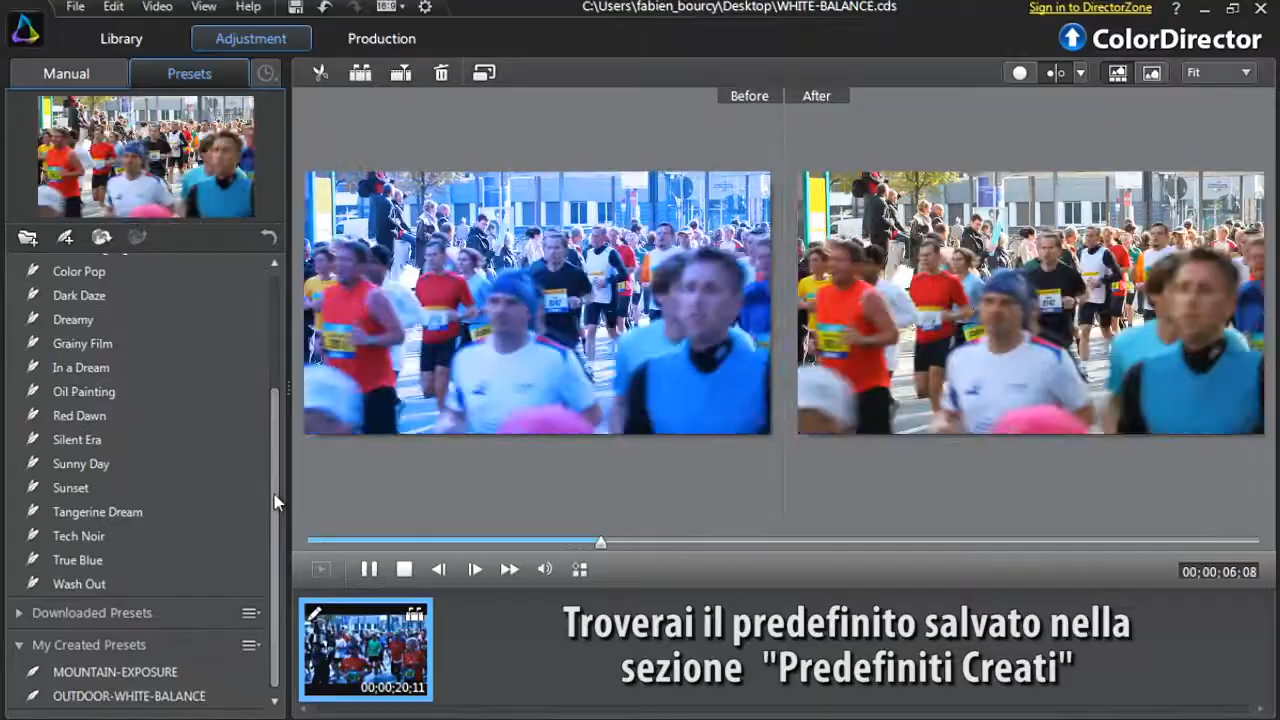 File Edit Video View Help 16:9 C:\Users\fabien_bourcy\Desktop\WHITE-BALANCE.cds Sign in to DirectorZone ?
Library Adjustment Production ColorDirector
Manual Presets Fit
Before After
Color Pop
Dark Daze
Dreamy
Grainy Film
In a Dream
Oil Painting
Red Dawn
Silent Era
Sunny Day
Sunset
Tangerine Dream
Tech Noir
True Blue
Wash Out
00;00;06;08
Downloaded Presets
My Created Presets
MOUNTAIN-EXPOSURE
OUTDOOR-WHITE-BALANCE
00;00;20;11
Troverai il predefinito salvato nella
sezione "Predefiniti Creati"